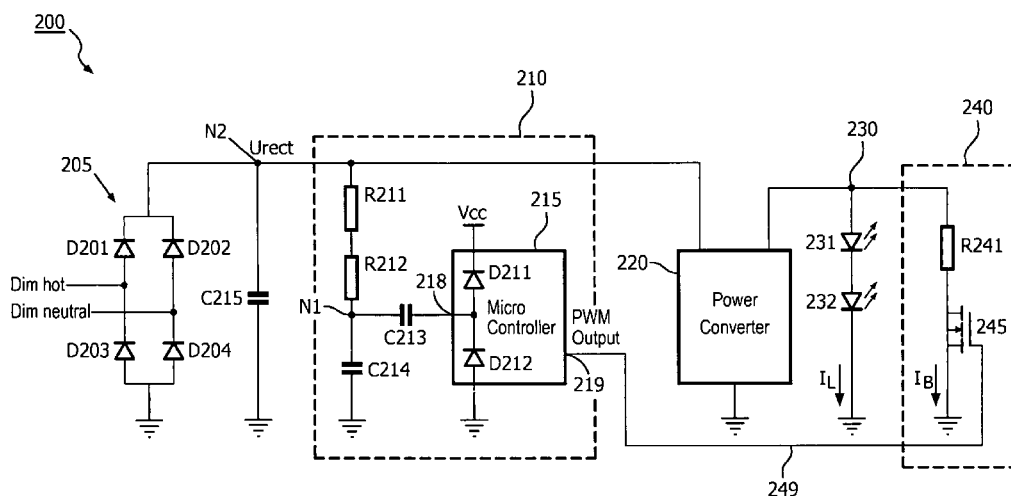 200
210
240
N2
Urect
230
205
R211
Vcc
215
D201
D202
R212
D211
220
231
R241
Dim hot
Dim neutral
C215
N1
218
Micro
Controller
PWM
Output
Power
Converter
232
245
C213
D203
D204
C214
D212
219
IL
IB
249